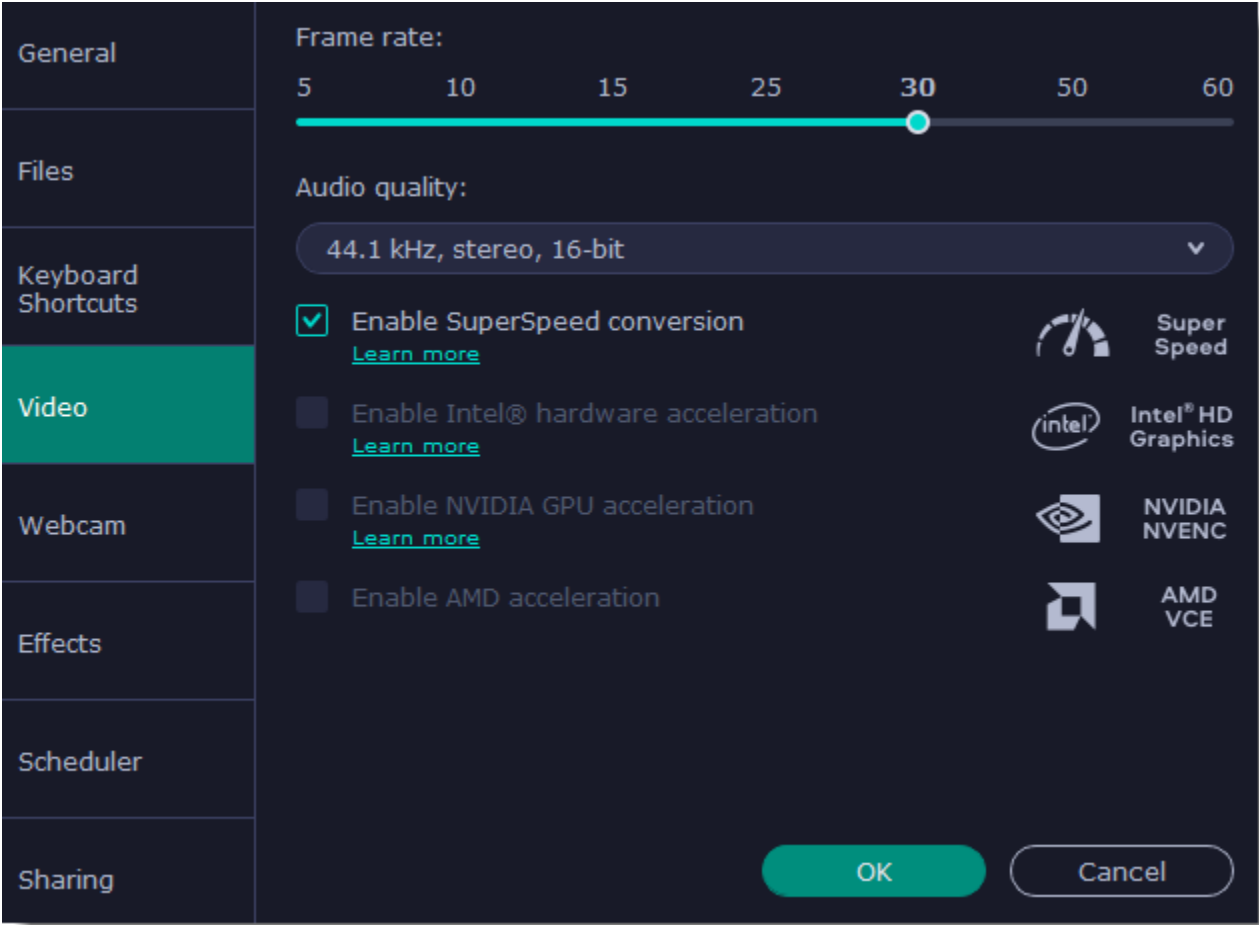 General
Files
Keyboard
Shortcuts
Video
Webcam
Effects
Scheduler
Sharing
Frame rate:
5 10 15 25 30 50 60
Audio quality:
44.1 kHz, stereo, 16-bit
Enable SuperSpeed conversion
Learn more
Super
Speed
Enable Intel® hardware acceleration
Learn more
intel
Intel® HD
Graphics
Enable NVIDIA GPU acceleration
Learn more
NVIDIA
NVENC
Enable AMD acceleration
AMD
VCE
OK
Cancel